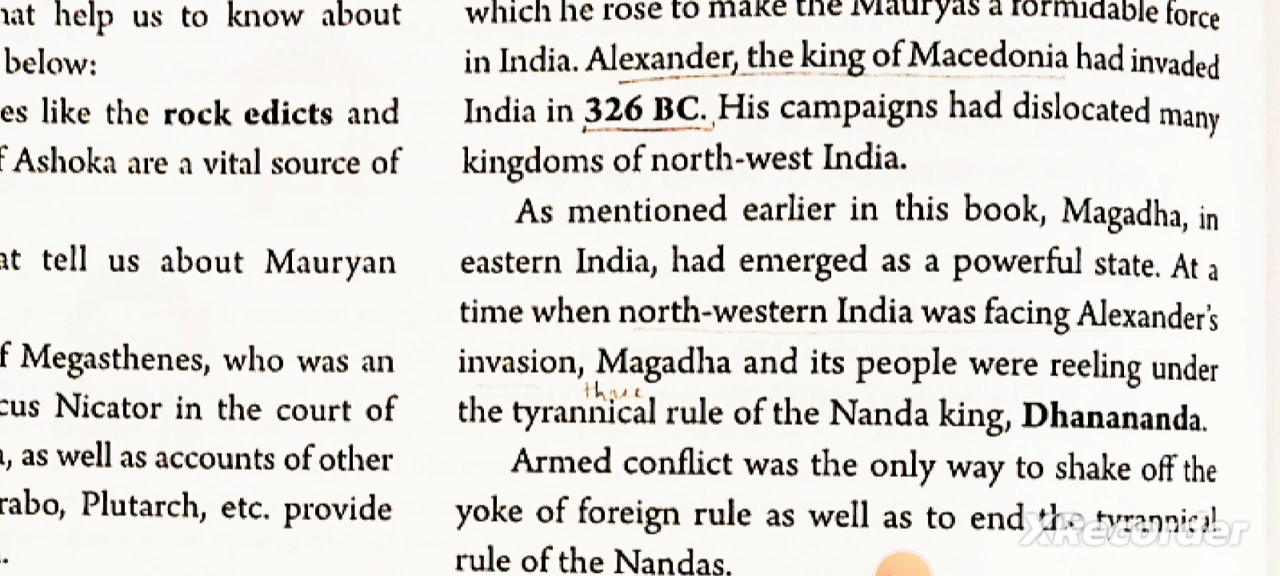 hat help us to know about
below:
es like the rock edicts and
f Ashoka are a vital source of
at tell us about Mauryan
f Megasthenes, who was an
cus Nicator in the court of
, as well as accounts of other
rabo, Plutarch, etc. provide
which he rose to make the Mauryas a formidable force
in India. Alexander, the king of Macedonia had invaded
India in 326 BC. His campaigns had dislocated many
kingdoms of north-west India.
As mentioned earlier in this book, Magadha, in
eastern India, had emerged as a powerful state. At a
time when north-western India was facing Alexander's
invasion, Magadha and its people were reeling under
the tyrannical rule of the Nanda king, Dhanananda.
Armed conflict was the only way to shake off the
yoke of foreign rule as well as to end the tyrannical
rule of the Nandas.
XRecorder